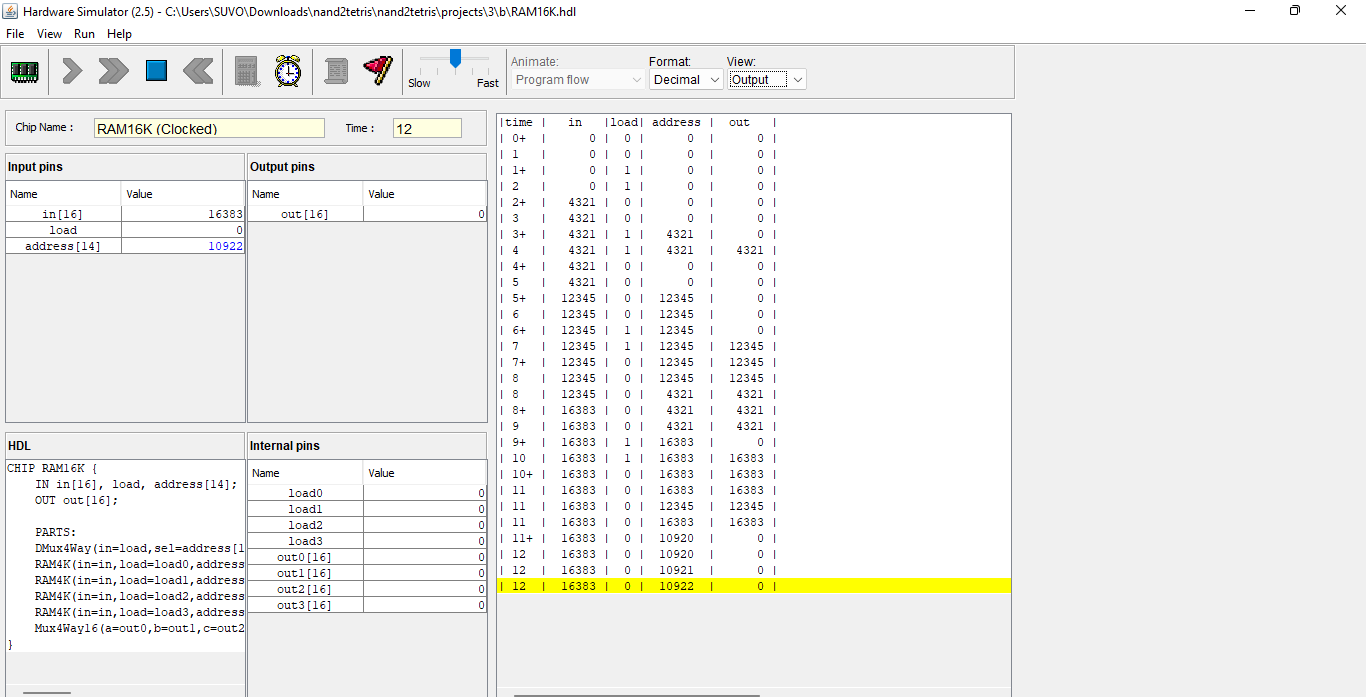 Hardware Simulator (2.5) - C:\Users\SUVO\Downloads\nand2tetris\nand2tetris\projects\3\b\RAM16K.hdl
File View Run Help
Slow Fast
Animate: Format: View:
Program flow Decimal Output
Chip Name : RAM16K (Clocked) Time : 12
Input pins
Name Value
in[16] 16383
load 0
address[14] 10922
Output pins
Name Value
out[16] 0
HDL
CHIP RAM16K {
IN in[16], load, address[14];
OUT out[16];
PARTS:
DMux4Way(in=load,sel=address[1
RAM4K(in=in,load=load0,address
RAM4K(in=in,load=load1,address
RAM4K(in=in,load=load2,address
RAM4K(in=in,load=load3,address
Mux4Way16(a=out0,b=out1,c=out2
}
Internal pins
Name Value
load0 0
load1 0
load2 0
load3 0
out0[16] 0
out1[16] 0
out2[16] 0
out3[16] 0
|time | in |load| address | out |
| 0+ | 0 | 0 | 0 | 0 |
| 1 | 0 | 0 | 0 | 0 |
| 1+ | 0 | 1 | 0 | 0 |
| 2 | 0 | 1 | 0 | 0 |
| 2+ | 4321 | 0 | 0 | 0 |
| 3 | 4321 | 0 | 0 | 0 |
| 3+ | 4321 | 1 | 4321 | 0 |
| 4 | 4321 | 1 | 4321 | 4321 |
| 4+ | 4321 | 0 | 0 | 0 |
| 5 | 4321 | 0 | 0 | 0 |
| 5+ | 12345 | 0 | 12345 | 0 |
| 6 | 12345 | 0 | 12345 | 0 |
| 6+ | 12345 | 1 | 12345 | 0 |
| 7 | 12345 | 1 | 12345 | 12345 |
| 7+ | 12345 | 0 | 12345 | 12345 |
| 8 | 12345 | 0 | 12345 | 12345 |
| 8 | 12345 | 0 | 4321 | 4321 |
| 8+ | 16383 | 0 | 4321 | 4321 |
| 9 | 16383 | 0 | 4321 | 4321 |
| 9+ | 16383 | 1 | 16383 | 0 |
| 10 | 16383 | 1 | 16383 | 16383 |
| 10+ | 16383 | 0 | 16383 | 16383 |
| 11 | 16383 | 0 | 16383 | 16383 |
| 11 | 16383 | 0 | 12345 | 12345 |
| 11 | 16383 | 0 | 16383 | 16383 |
| 11+ | 16383 | 0 | 10920 | 0 |
| 12 | 16383 | 0 | 10920 | 0 |
| 12 | 16383 | 0 | 10921 | 0 |
| 12 | 16383 | 0 | 10922 | 0 |